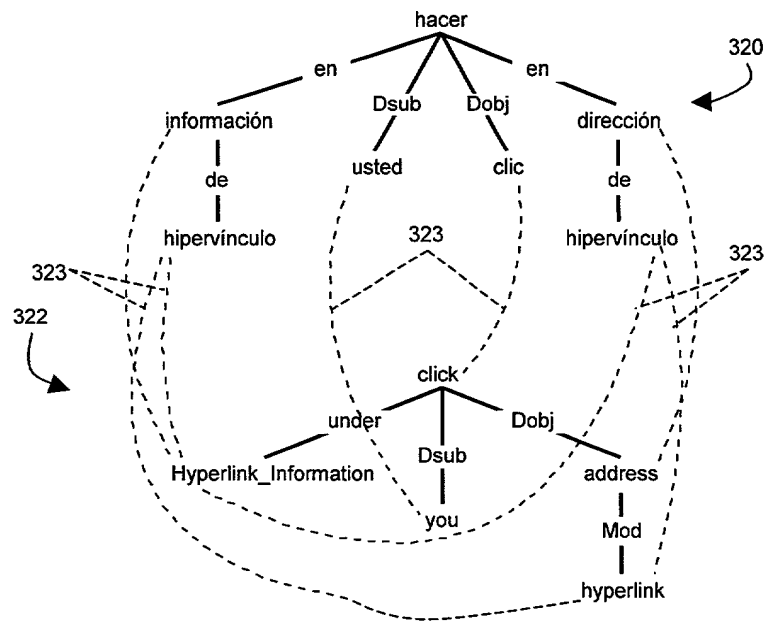 hacer
en
en
320
Dsub
Dobj
información
dirección
usted
clic
de
de
hipervínculo
323
hipervínculo
323
323
322
click
under
Dobj
Dsub
Hyperlink_Information
address
you
Mod
hyperlink